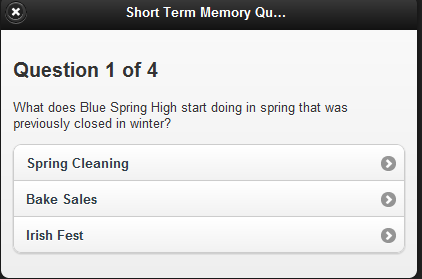 Short Term Memory Qu...
Question 1 of 4
What does Blue Spring High start doing in spring that was
previously closed in winter?
Spring Cleaning
Bake Sales
Irish Fest